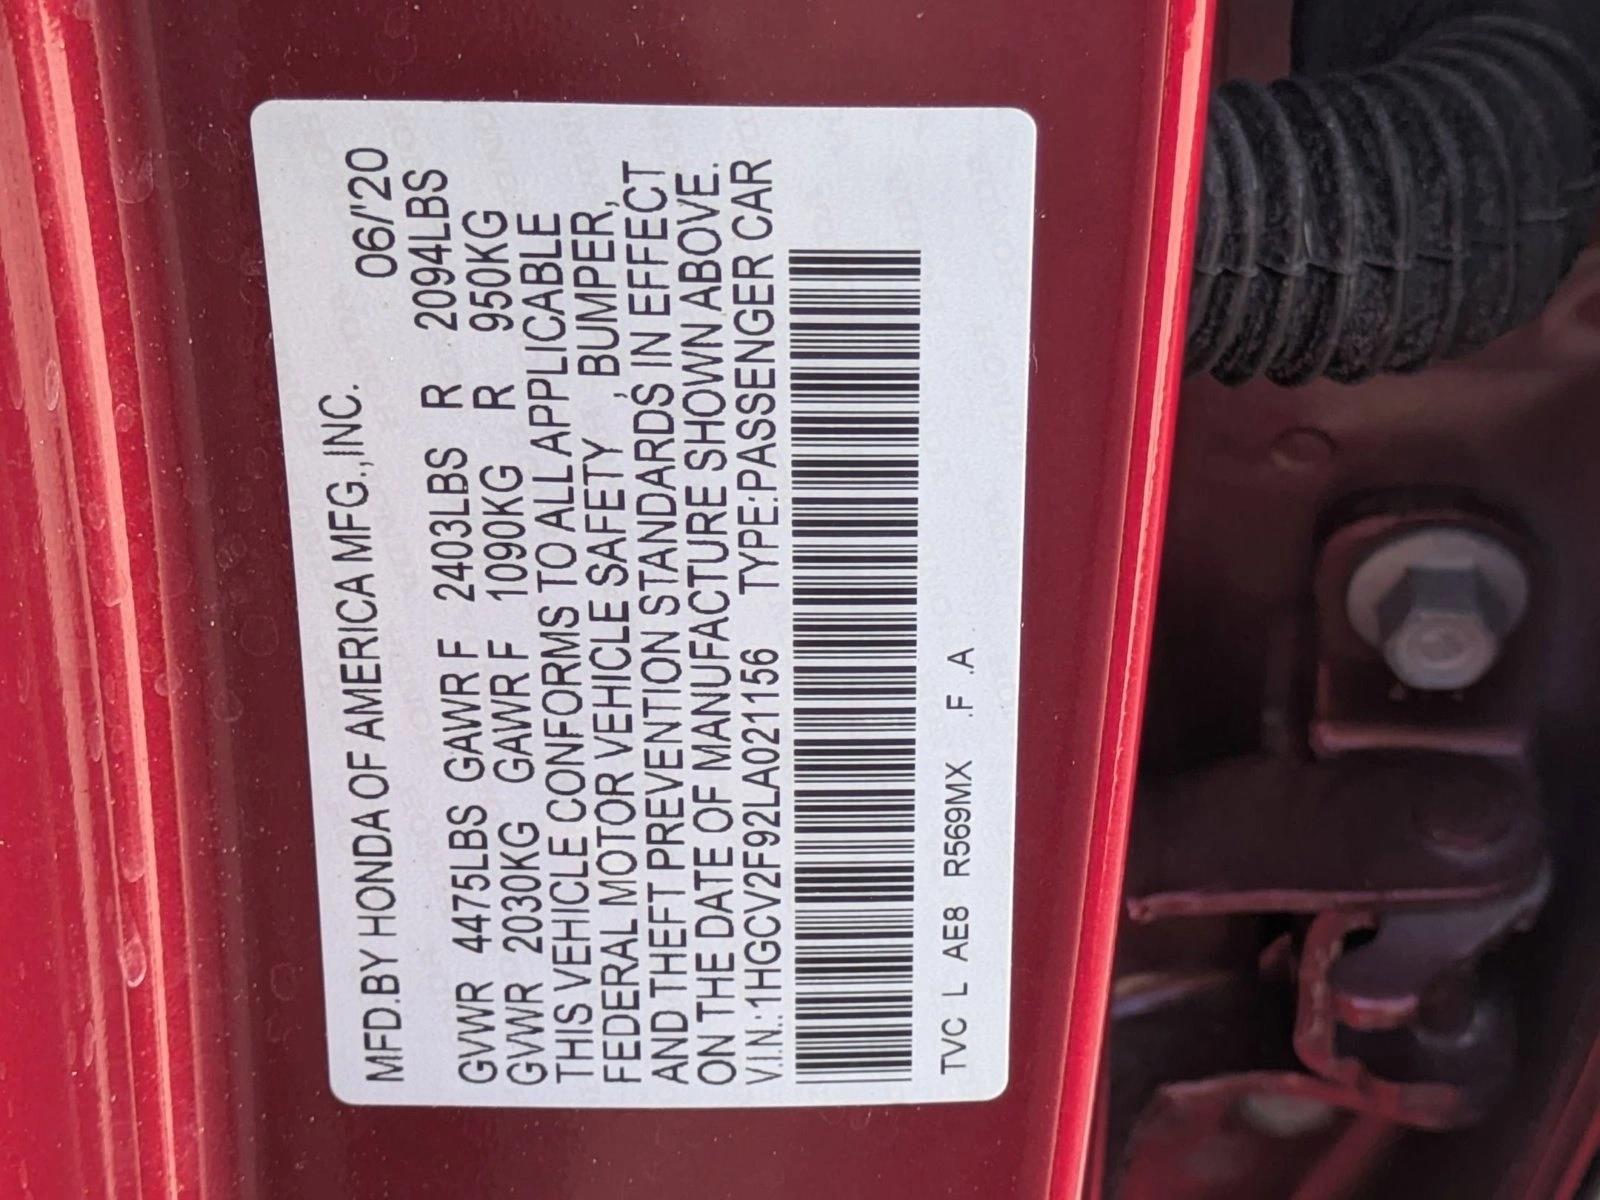 MFD.BY HONDA OF AMERICA MFG.,INC. 06/'20
GVWR 4475LBS GAWR F 2403LBS R 2094LBS
GVWR 2030KG GAWR F 1090KG R 950KG
THIS VEHICLE CONFORMS TO ALL APPLICABLE
FEDERAL MOTOR VEHICLE SAFETY , BUMPER,
AND THEFT PREVENTION STANDARDS IN EFFECT
ON THE DATE OF MANUFACTURE SHOWN ABOVE.
V.I.N.:1HGCV2F92LA021156 TYPE:PASSENGER CAR
TVC L AE8 R569MX .F .A